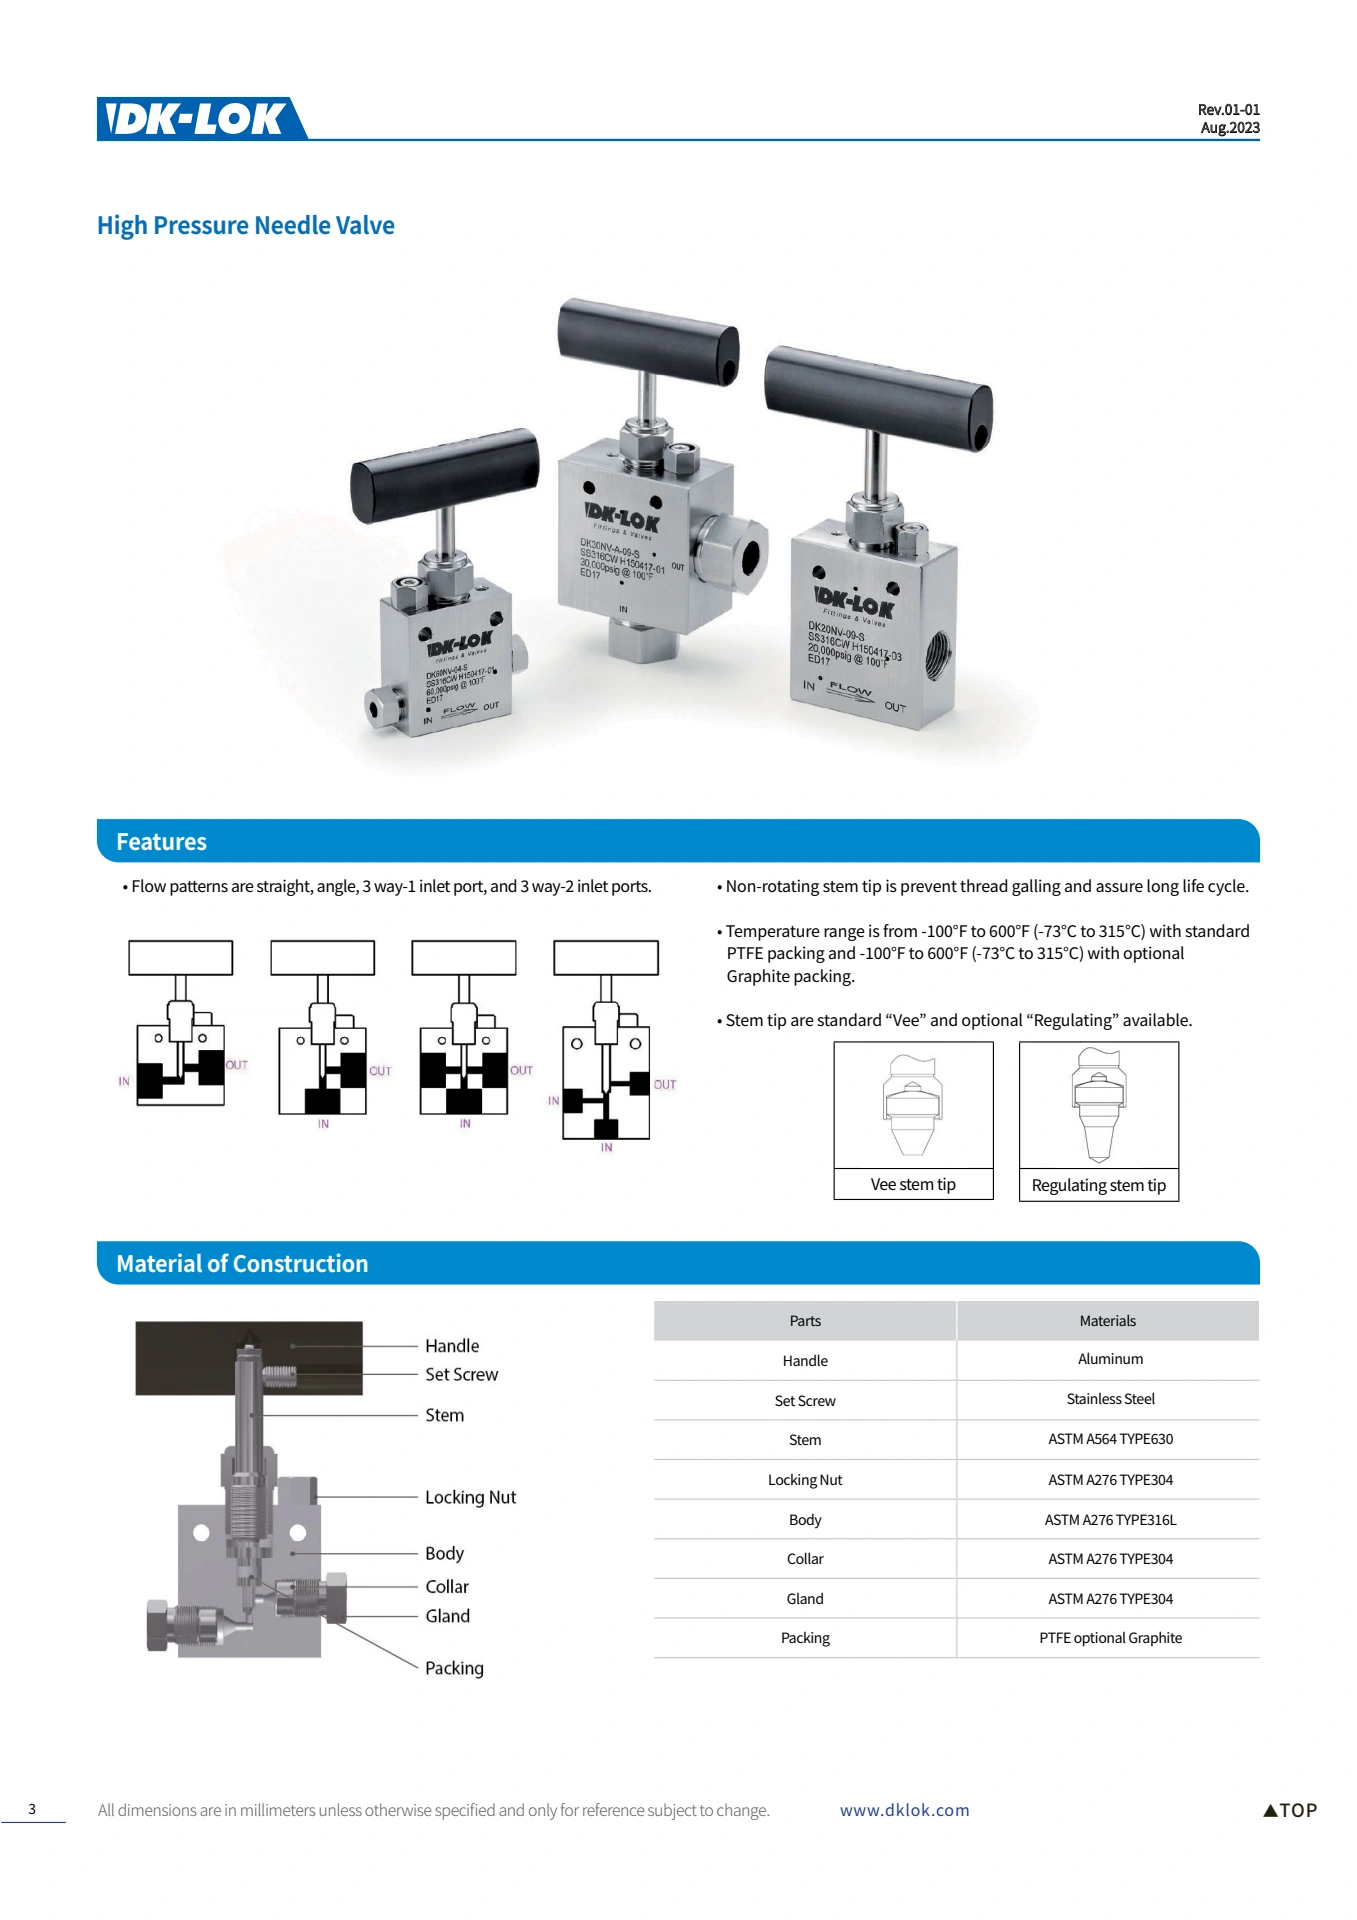 DK-LOK
Rev.01-01
Aug.2023
High Pressure Needle Valve
DK-LOK
Fittings & Valves
DK30NV-A-09-S
SS316CW H150417-01
30,000psig @ 100°F
ED17
OUT
IN
DK-LOK
Fittings & Valves
DK20NV-09-S
SS316CW H150417-03
20,000psig @ 100°F
ED17
IN FLOW OUT
DK-LOK
Fittings & Valves
DK60NV-04-S
SS316CW H150417-01
60,000psig @ 100°F
ED17
IN FLOW OUT
Features
• Flow patterns are straight, angle, 3 way-1 inlet port, and 3 way-2 inlet ports.
IN OUT
OUT
IN
OUT
IN
IN OUT
IN
• Non-rotating stem tip is prevent thread galling and assure long life cycle.
• Temperature range is from -100°F to 600°F (-73°C to 315°C) with standard
PTFE packing and -100°F to 600°F (-73°C to 315°C) with optional
Graphite packing.
• Stem tip are standard “Vee” and optional “Regulating” available.
Vee stem tip
Regulating stem tip
Material of Construction
Handle
Set Screw
Stem
Locking Nut
Body
Collar
Gland
Packing
Parts Materials
Handle Aluminum
Set Screw Stainless Steel
Stem ASTM A564 TYPE630
Locking Nut ASTM A276 TYPE304
Body ASTM A276 TYPE316L
Collar ASTM A276 TYPE304
Gland ASTM A276 TYPE304
Packing PTFE optional Graphite
3
All dimensions are in millimeters unless otherwise specified and only for reference subject to change.
www.dklok.com
▲TOP